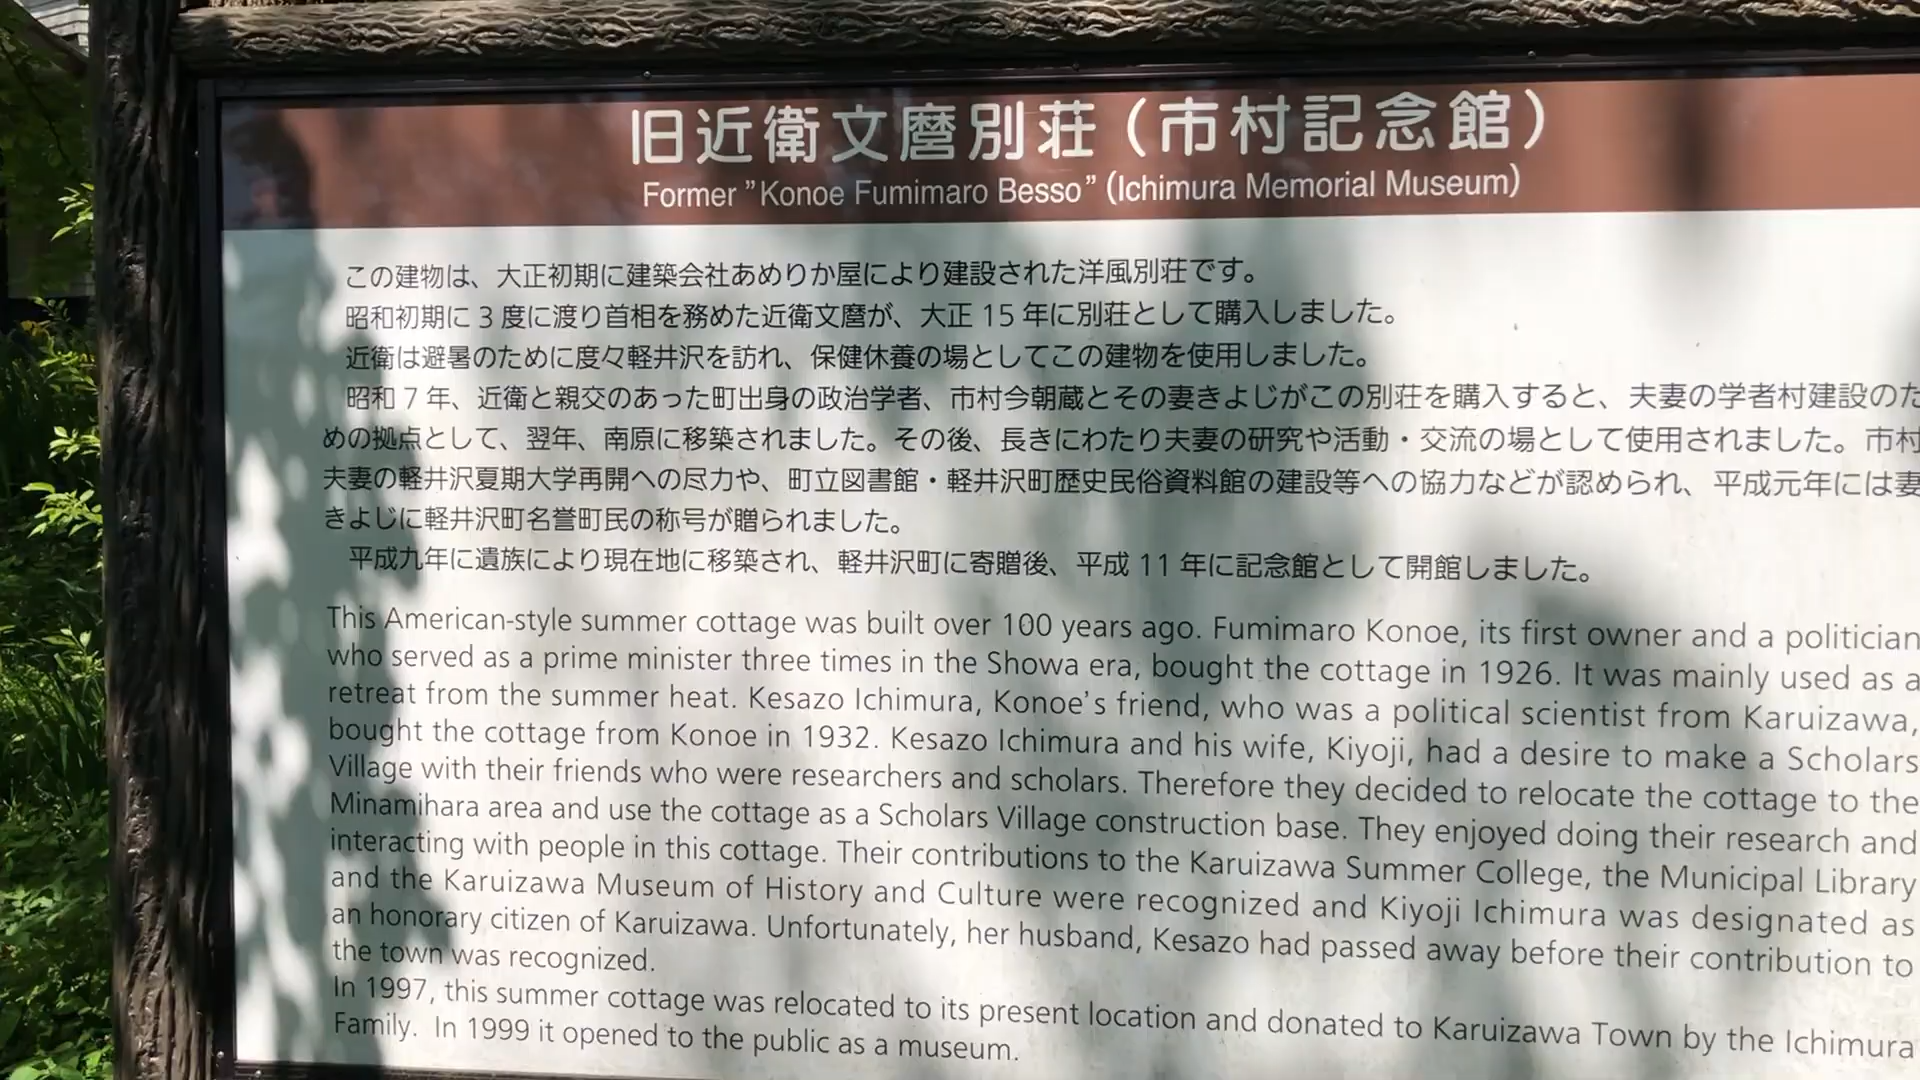 旧近衛文麿別荘（市村記念館）
Former ”Konoe Fumimaro Besso” (Ichimura Memorial Museum)
この建物は、大正初期に建築会社あめりか屋により建設された洋風別荘です。
昭和初期に 3 度に渡り首相を務めた近衛文麿が、大正 15 年に別荘として購入しました。
近衛は避暑のために度々軽井沢を訪れ、保健休養の場としてこの建物を使用しました。
昭和 7 年、近衛と親交のあった町出身の政治学者、市村今朝蔵とその妻きよじがこの別荘を購入すると、夫妻の学者村建設のた
めの拠点として、翌年、南原に移築されました。その後、長きにわたり夫妻の研究や活動・交流の場として使用されました。市村
夫妻の軽井沢夏期大学再開への尽力や、町立図書館・軽井沢町歴史民俗資料館の建設等への協力などが認められ、平成元年には妻
きよじに軽井沢町名誉町民の称号が贈られました。
平成九年に遺族により現在地に移築され、軽井沢町に寄贈後、平成 11 年に記念館として開館しました。
This American-style summer cottage was built over 100 years ago. Fumimaro Konoe, its first owner and a politician
who served as a prime minister three times in the Showa era, bought the cottage in 1926. It was mainly used as a
retreat from the summer heat. Kesazo Ichimura, Konoe's friend, who was a political scientist from Karuizawa,
bought the cottage from Konoe in 1932. Kesazo Ichimura and his wife, Kiyoji, had a desire to make a Scholars
Village with their friends who were researchers and scholars. Therefore they decided to relocate the cottage to the
Minamihara area and use the cottage as a Scholars Village construction base. They enjoyed doing their research and
interacting with people in this cottage. Their contributions to the Karuizawa Summer College, the Municipal Library
and the Karuizawa Museum of History and Culture were recognized and Kiyoji Ichimura was designated as
an honorary citizen of Karuizawa. Unfortunately, her husband, Kesazo had passed away before their contribution to
the town was recognized.
In 1997, this summer cottage was relocated to its present location and donated to Karuizawa Town by the Ichimura
Family. In 1999 it opened to the public as a museum.